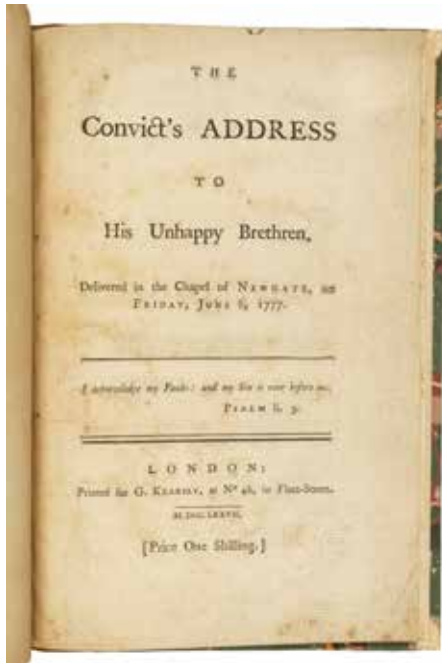 THE
Convict's ADDRESS
TO
His Unhappy Brethren,
Delivered in the Chapel of NEWGATE, on
FRIDAY, JUNE 6, 1777.
I acknowledge my Faults: and my Sin is ever before me.
PSALM li. 3.
LONDON:
Printed for G. KEARSLY, at Nº 46, in Fleet-Street.
M.DCC.LXXVII.
[Price One Shilling.]